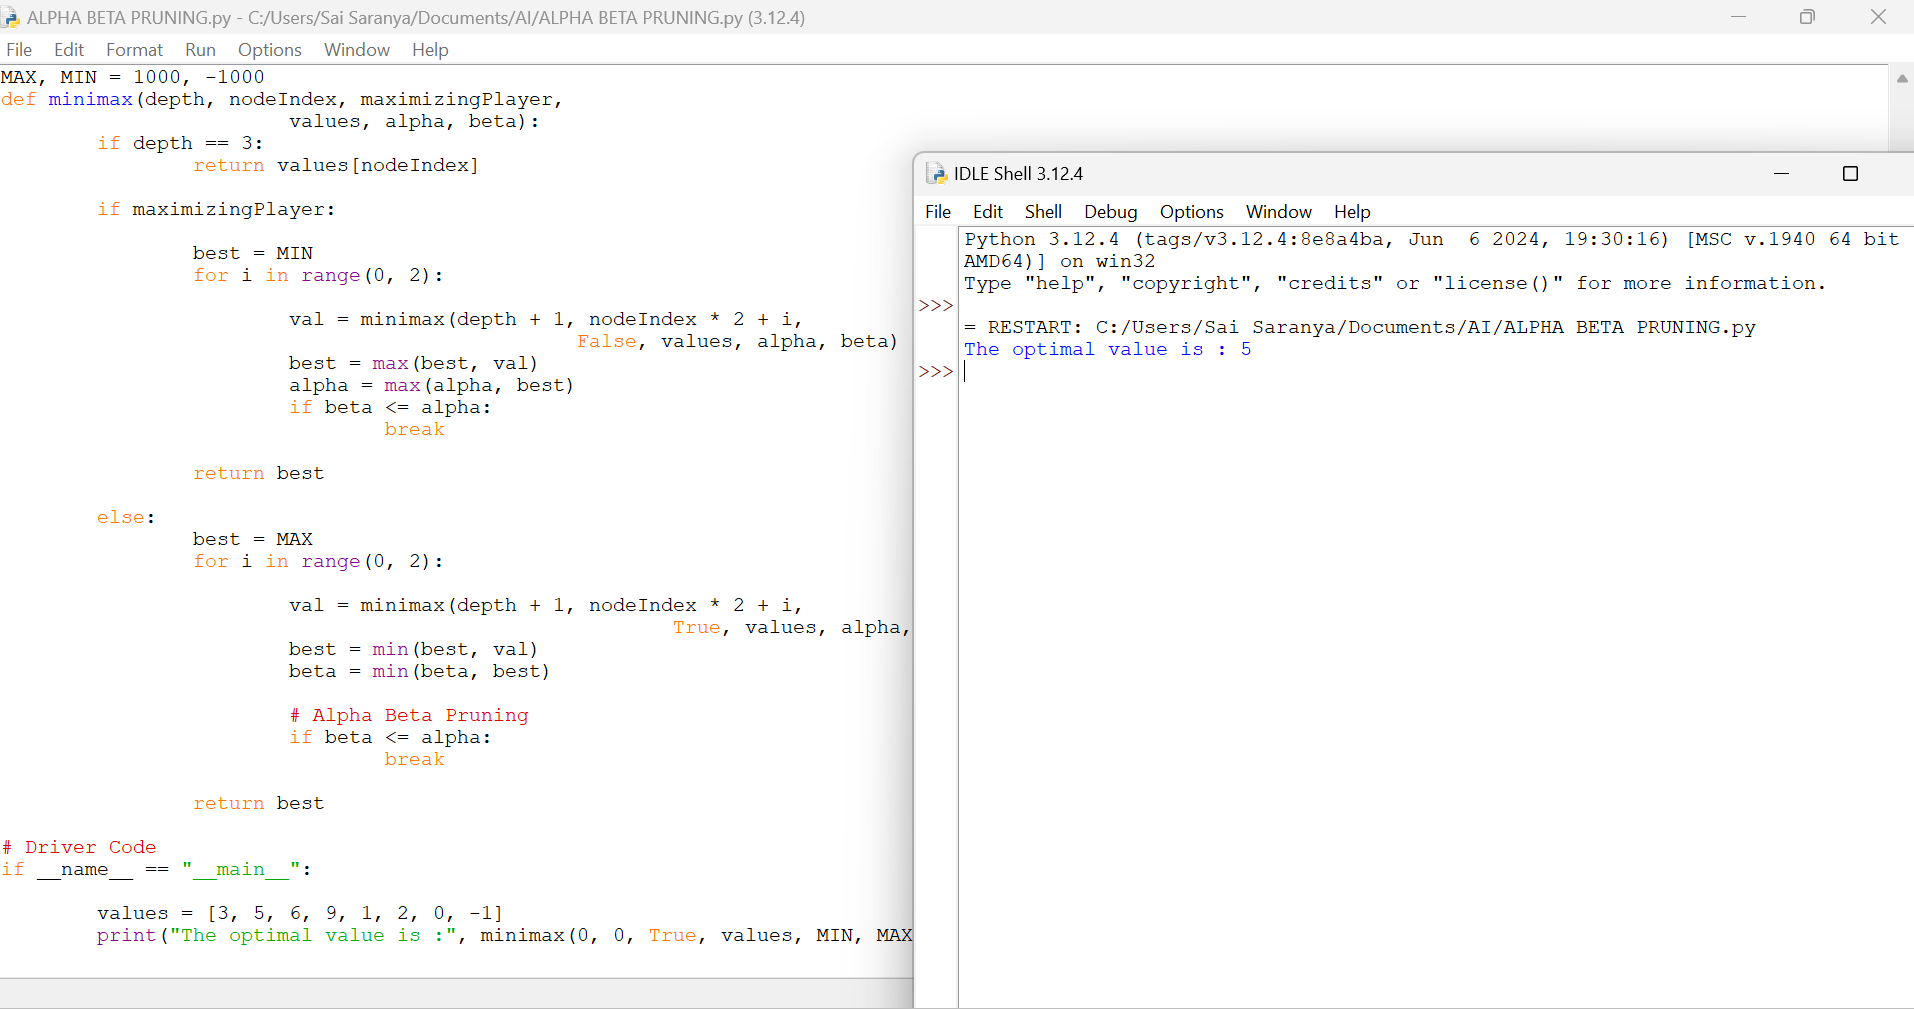 ALPHA BETA PRUNING.py - C:/Users/Sai Saranya/Documents/AI/ALPHA BETA PRUNING.py (3.12.4)
File Edit Format Run Options Window Help
MAX, MIN = 1000, -1000
def minimax(depth, nodeIndex, maximizingPlayer,
values, alpha, beta):
if depth == 3:
return values[nodeIndex]
if maximizingPlayer:
best = MIN
for i in range(0, 2):
val = minimax(depth + 1, nodeIndex * 2 + i,
False, values, alpha, beta)
best = max(best, val)
alpha = max(alpha, best)
if beta <= alpha:
break
return best
else:
best = MAX
for i in range(0, 2):
val = minimax(depth + 1, nodeIndex * 2 + i,
True, values, alpha,
best = min(best, val)
beta = min(beta, best)
# Alpha Beta Pruning
if beta <= alpha:
break
return best
# Driver Code
if __name__ == "__main__":
values = [3, 5, 6, 9, 1, 2, 0, -1]
print("The optimal value is :", minimax(0, 0, True, values, MIN, MAX
IDLE Shell 3.12.4
File Edit Shell Debug Options Window Help
Python 3.12.4 (tags/v3.12.4:8e8a4ba, Jun  6 2024, 19:30:16) [MSC v.1940 64 bit
AMD64)] on win32
Type "help", "copyright", "credits" or "license()" for more information.
>>>
= RESTART: C:/Users/Sai Saranya/Documents/AI/ALPHA BETA PRUNING.py
The optimal value is : 5
>>>